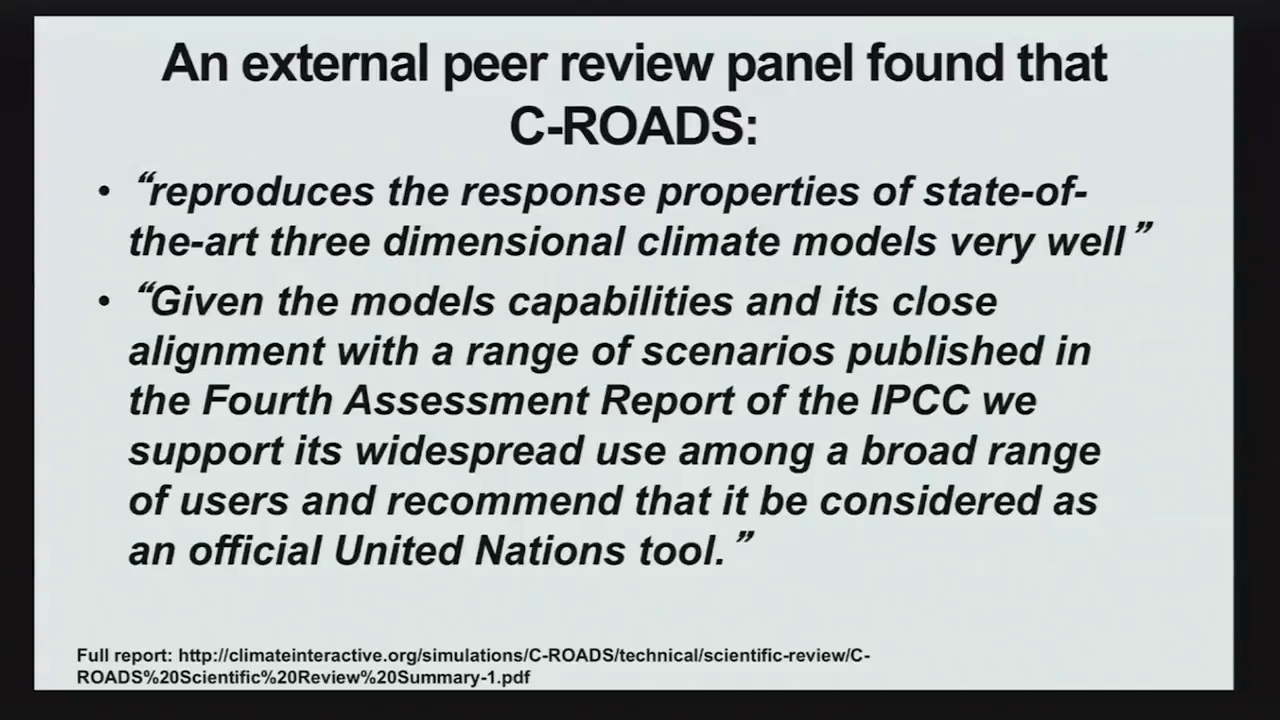 An external peer review panel found that
C-ROADS:
• “reproduces the response properties of state-of-
the-art three dimensional climate models very well”
• “Given the models capabilities and its close
alignment with a range of scenarios published in
the Fourth Assessment Report of the IPCC we
support its widespread use among a broad range
of users and recommend that it be considered as
an official United Nations tool.”
Full report: http://climateinteractive.org/simulations/C-ROADS/technical/scientific-review/C-
ROADS%20Scientific%20Review%20Summary-1.pdf